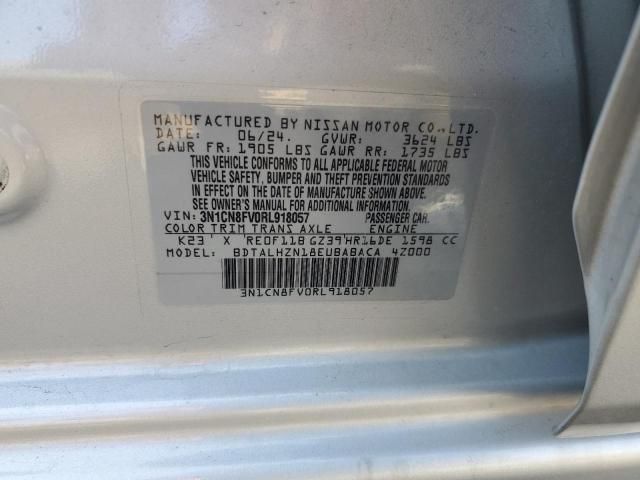 MANUFACTURED BY NISSAN MOTOR CO.,LTD.
DATE: 06/24. GVWR: 3624 LBS
GAWR FR: 1905 LBS GAWR RR: 1735 LBS
THIS VEHICLE CONFORMS TO ALL APPLICABLE FEDERAL MOTOR
VEHICLE SAFETY, BUMPER AND THEFT PREVENTION STANDARDS
IN EFFECT ON THE DATE OF MANUFACTURE SHOWN ABOVE.
SEE OWNER'S MANUAL FOR ADDITIONAL INFORMATION.
VIN: 3N1CN8FV0RL918057 PASSENGER CAR.
COLOR TRIM TRANS AXLE ENGINE
K23 X RE0F11B GZ39 HR16DE 1598 CC
MODEL: BDTALHZN18EUBABACA 4Z000
3N1CN8FV0RL918057